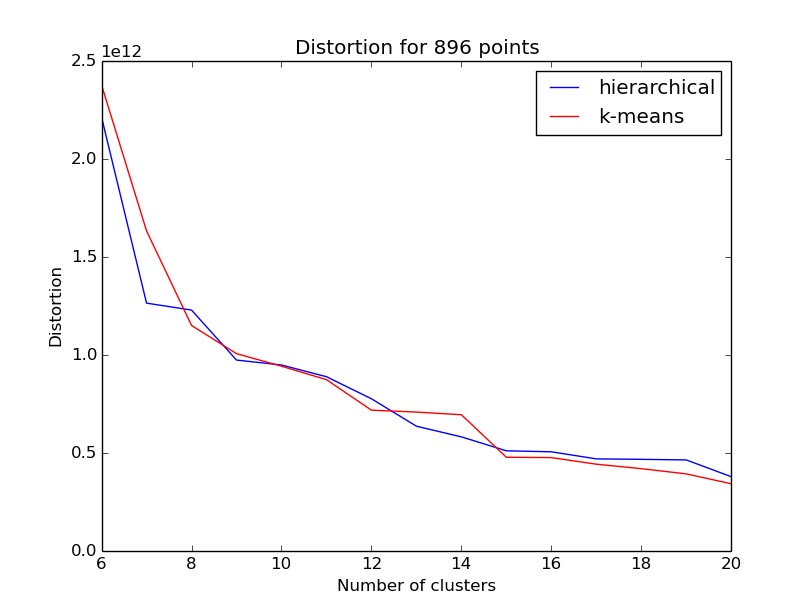 Distortion for 896 points
1e12
2.5
2.0
1.5
1.0
0.5
0.0
Distortion
hierarchical
k-means
6
8
10
12
14
16
18
20
Number of clusters